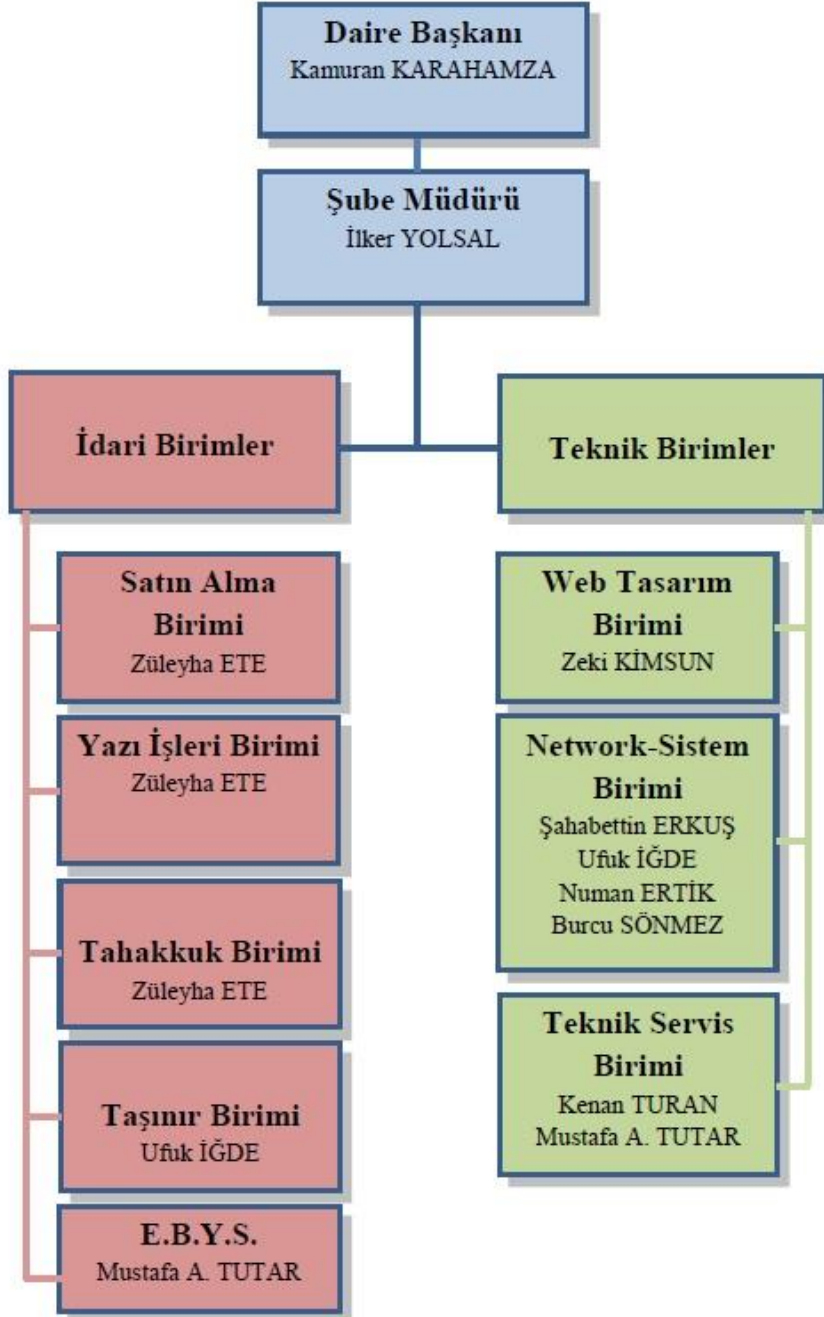 Daire Başkanı
Kamuran KARAHAMZA
Şube Müdürü
İlker YOLSAL
İdari Birimler
Satın Alma
Birimi
Züleyha ETE
Yazı İşleri Birimi
Züleyha ETE
Tahakkuk Birimi
Züleyha ETE
Taşınır Birimi
Ufuk İĞDE
E.B.Y.S.
Mustafa A. TUTAR
Teknik Birimler
Web Tasarım
Birimi
Zeki KİMSUN
Network-Sistem
Birimi
Şahabettin ERKUŞ
Ufuk İĞDE
Numan ERTİK
Burcu SÖNMEZ
Teknik Servis
Birimi
Kenan TURAN
Mustafa A. TUTAR